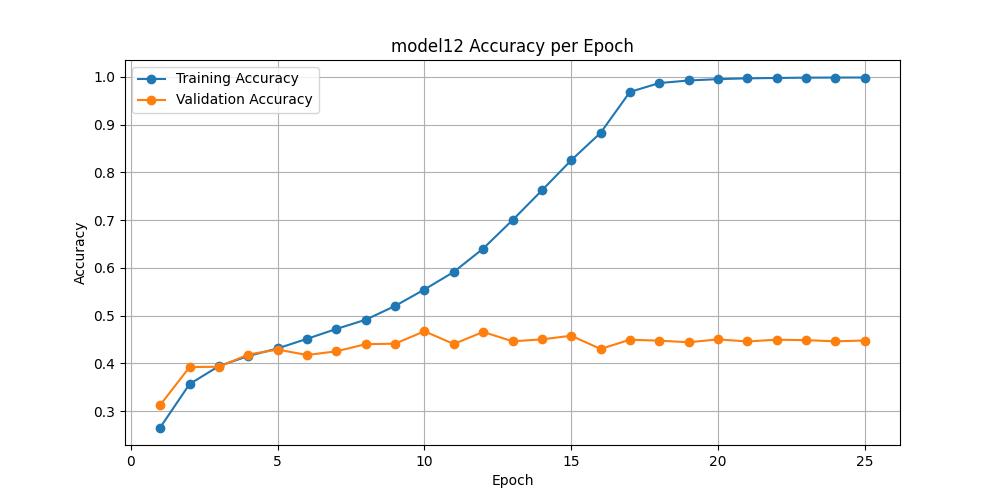 model12 Accuracy per Epoch
Training Accuracy
Validation Accuracy
Accuracy
1.0
0.9
0.8
0.7
0.6
0.5
0.4
0.3
0 5 10 15 20 25
Epoch